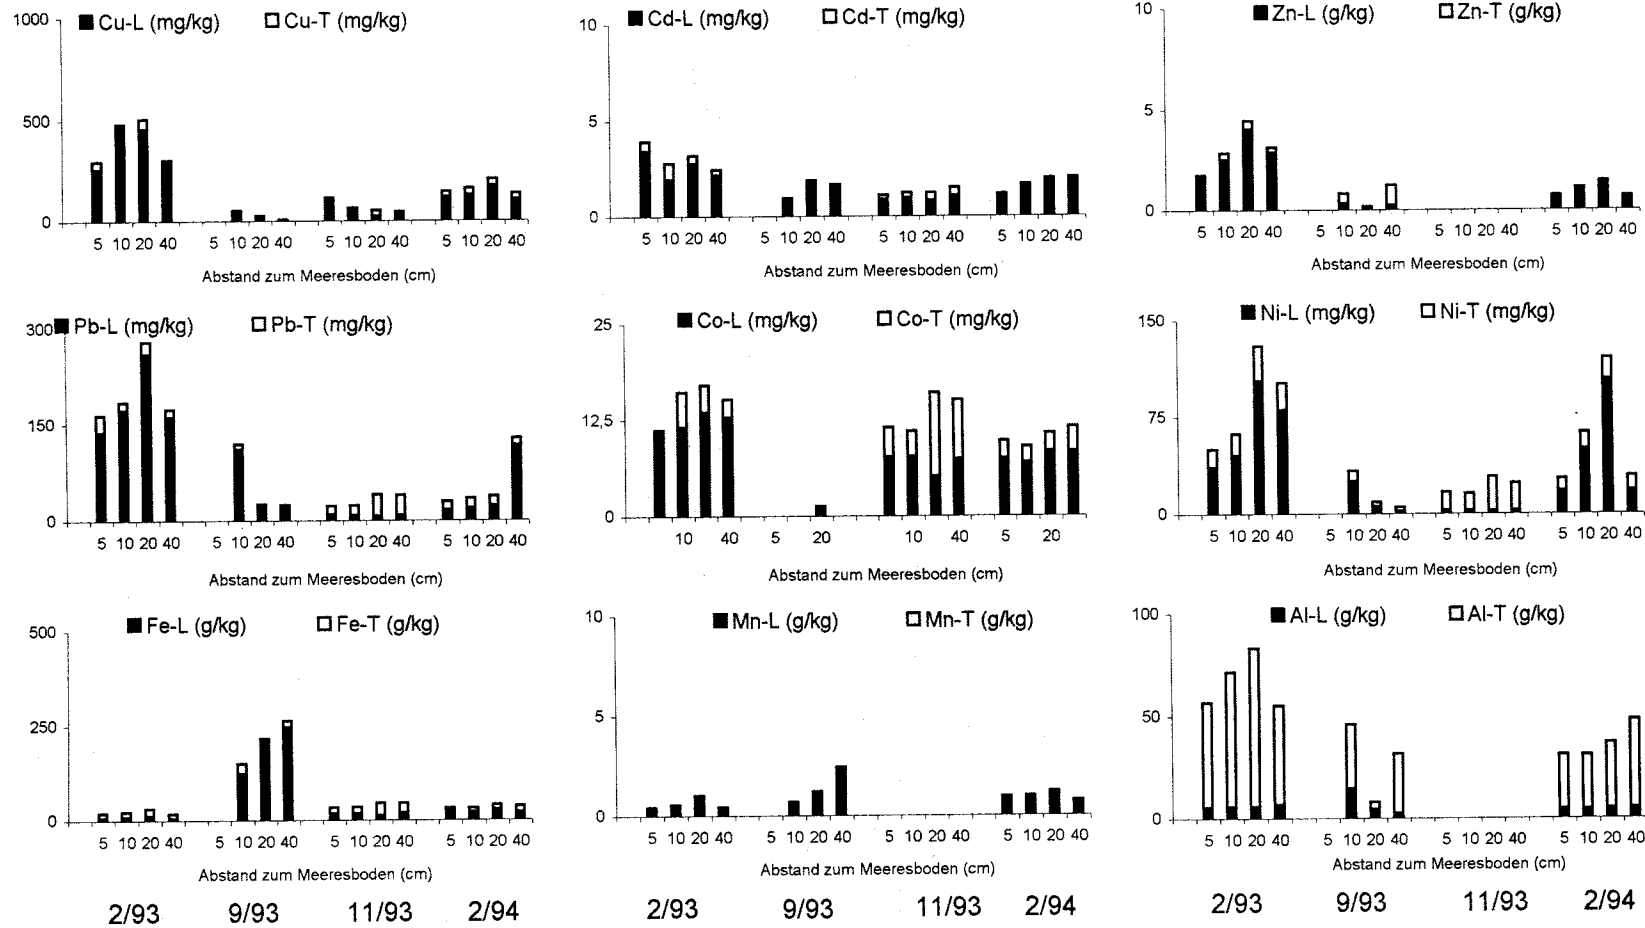 Cu-L (mg/kg) Cu-T (mg/kg)
1000
500
0
5 10 20 40 5 10 20 40 5 10 20 40 5 10 20 40
Abstand zum Meeresboden (cm)
Cd-L (mg/kg) Cd-T (mg/kg)
10
5
0
5 10 20 40 5 10 20 40 5 10 20 40 5 10 20 40
Abstand zum Meeresboden (cm)
Zn-L (g/kg) Zn-T (g/kg)
10
5
0
5 10 20 40 5 10 20 40 5 10 20 40 5 10 20 40
Abstand zum Meeresboden (cm)
Pb-L (mg/kg) Pb-T (mg/kg)
300
150
0
5 10 20 40 5 10 20 40 5 10 20 40 5 10 20 40
Abstand zum Meeresboden (cm)
Co-L (mg/kg) Co-T (mg/kg)
25
12,5
0
10 40 5 20 10 40 5 20
Abstand zum Meeresboden (cm)
Ni-L (mg/kg) Ni-T (mg/kg)
150
75
0
5 10 20 40 5 10 20 40 5 10 20 40 5 10 20 40
Abstand zum Meeresboden (cm)
Fe-L (g/kg) Fe-T (g/kg)
500
250
0
5 10 20 40 5 10 20 40 5 10 20 40 5 10 20 40
Abstand zum Meeresboden (cm)
Mn-L (g/kg) Mn-T (g/kg)
10
5
0
5 10 20 40 5 10 20 40 5 10 20 40 5 10 20 40
Abstand zum Meeresboden (cm)
Al-L (g/kg) Al-T (g/kg)
100
50
0
5 10 20 40 5 10 20 40 5 10 20 40 5 10 20 40
Abstand zum Meeresboden (cm)
2/93 9/93 11/93 2/94
2/93 9/93 11/93 2/94
2/93 9/93 11/93 2/94